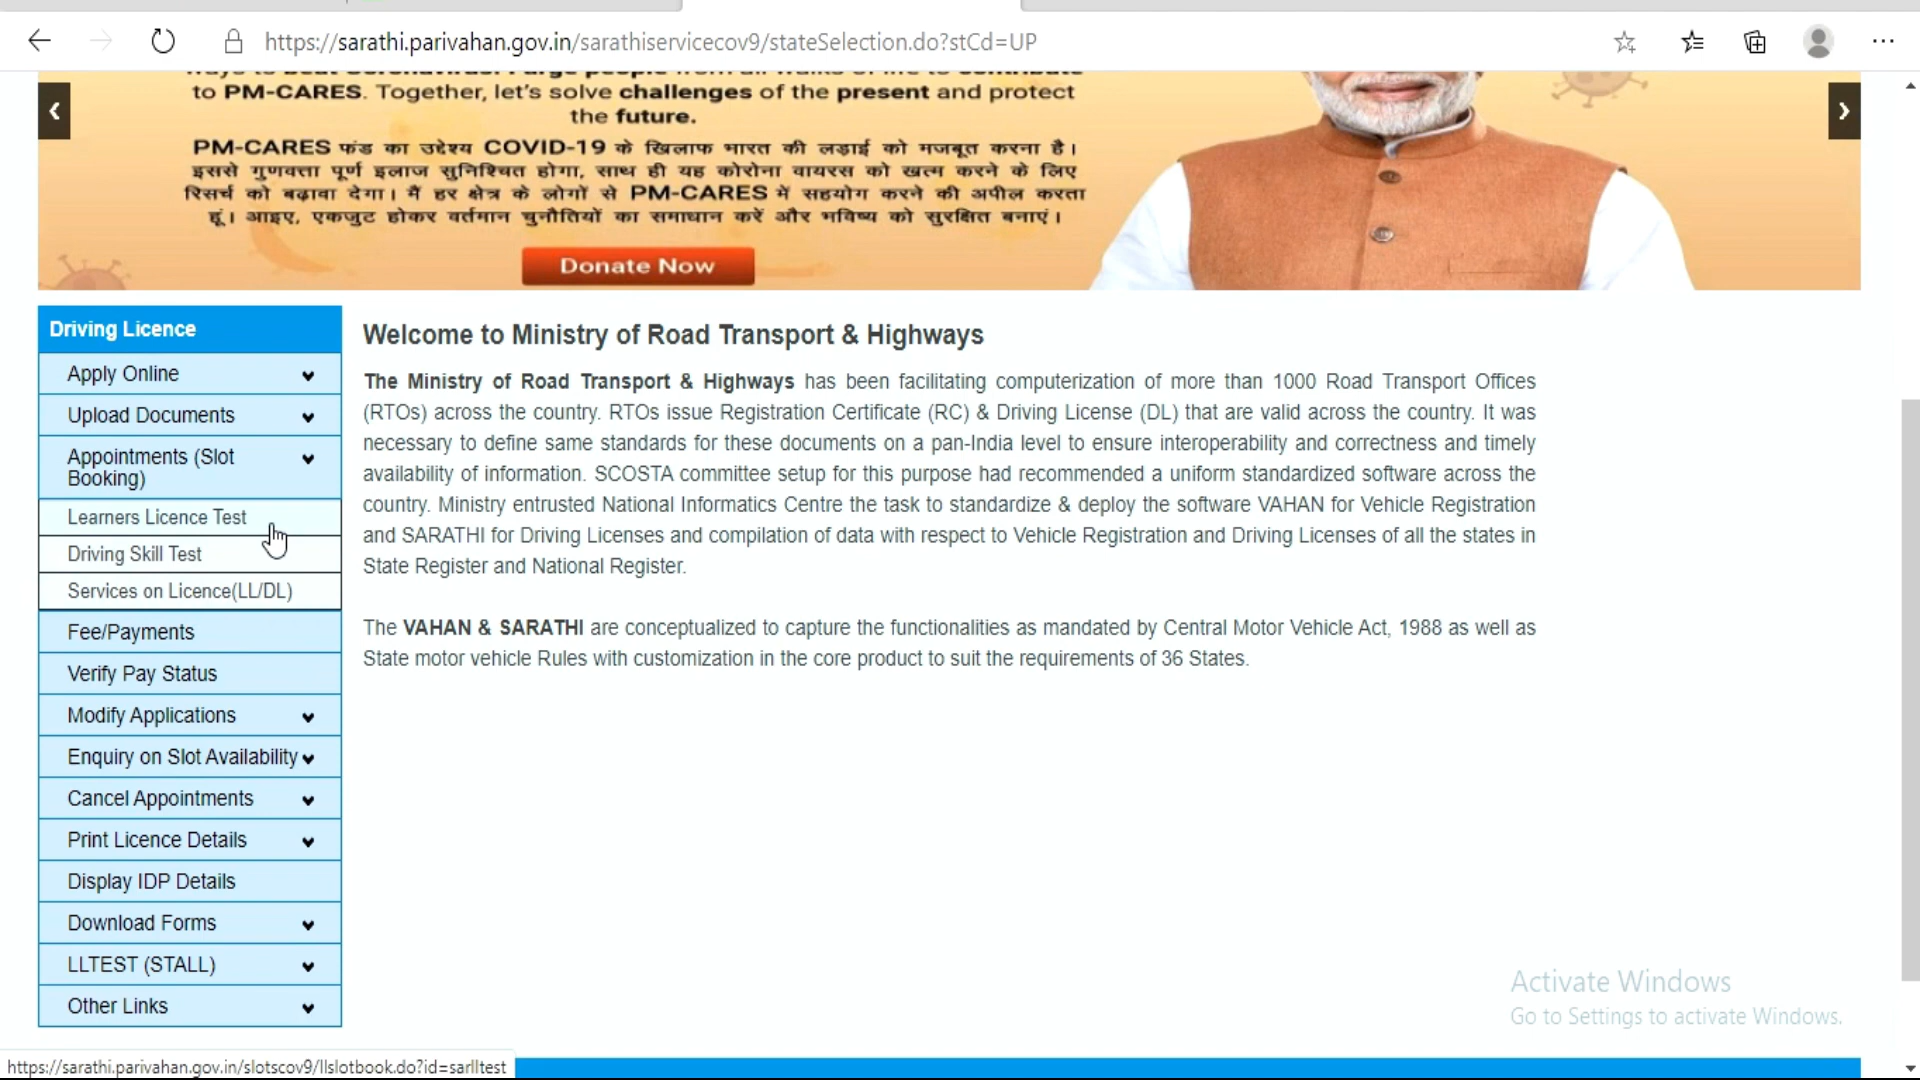 https://sarathi.parivahan.gov.in/sarathiservicecov9/stateSelection.do?stCd=UP
to PM-CARES. Together, let's solve challenges of the present and protect
the future.
PM-CARES फंड का उद्देश्य COVID-19 के खिलाफ भारत की लड़ाई को मजबूत करना है।
इससे गुणवत्ता पूर्ण इलाज सुनिश्चित होगा, साथ ही यह कोरोना वायरस को खत्म करने के लिए
रिसर्च को बढ़ावा देगा। मैं हर क्षेत्र के लोगों से PM-CARES में सहयोग करने की अपील करता
हूं। आइए, एकजुट होकर वर्तमान चुनौतियों का समाधान करें और भविष्य को सुरक्षित बनाएं।
Donate Now
Driving Licence
Apply Online
Upload Documents
Appointments (Slot
Booking)
Learners Licence Test
Driving Skill Test
Services on Licence(LL/DL)
Fee/Payments
Verify Pay Status
Modify Applications
Enquiry on Slot Availability
Cancel Appointments
Print Licence Details
Display IDP Details
Download Forms
LLTEST (STALL)
Other Links
Welcome to Ministry of Road Transport & Highways
The Ministry of Road Transport & Highways has been facilitating computerization of more than 1000 Road Transport Offices
(RTOs) across the country. RTOs issue Registration Certificate (RC) & Driving License (DL) that are valid across the country. It was
necessary to define same standards for these documents on a pan-India level to ensure interoperability and correctness and timely
availability of information. SCOSTA committee setup for this purpose had recommended a uniform standardized software across the
country. Ministry entrusted National Informatics Centre the task to standardize & deploy the software VAHAN for Vehicle Registration
and SARATHI for Driving Licenses and compilation of data with respect to Vehicle Registration and Driving Licenses of all the states in
State Register and National Register.
The VAHAN & SARATHI are conceptualized to capture the functionalities as mandated by Central Motor Vehicle Act, 1988 as well as
State motor vehicle Rules with customization in the core product to suit the requirements of 36 States.
Activate Windows
Go to Settings to activate Windows.
https://sarathi.parivahan.gov.in/slotscov9/llslotbook.do?id=sarlltest